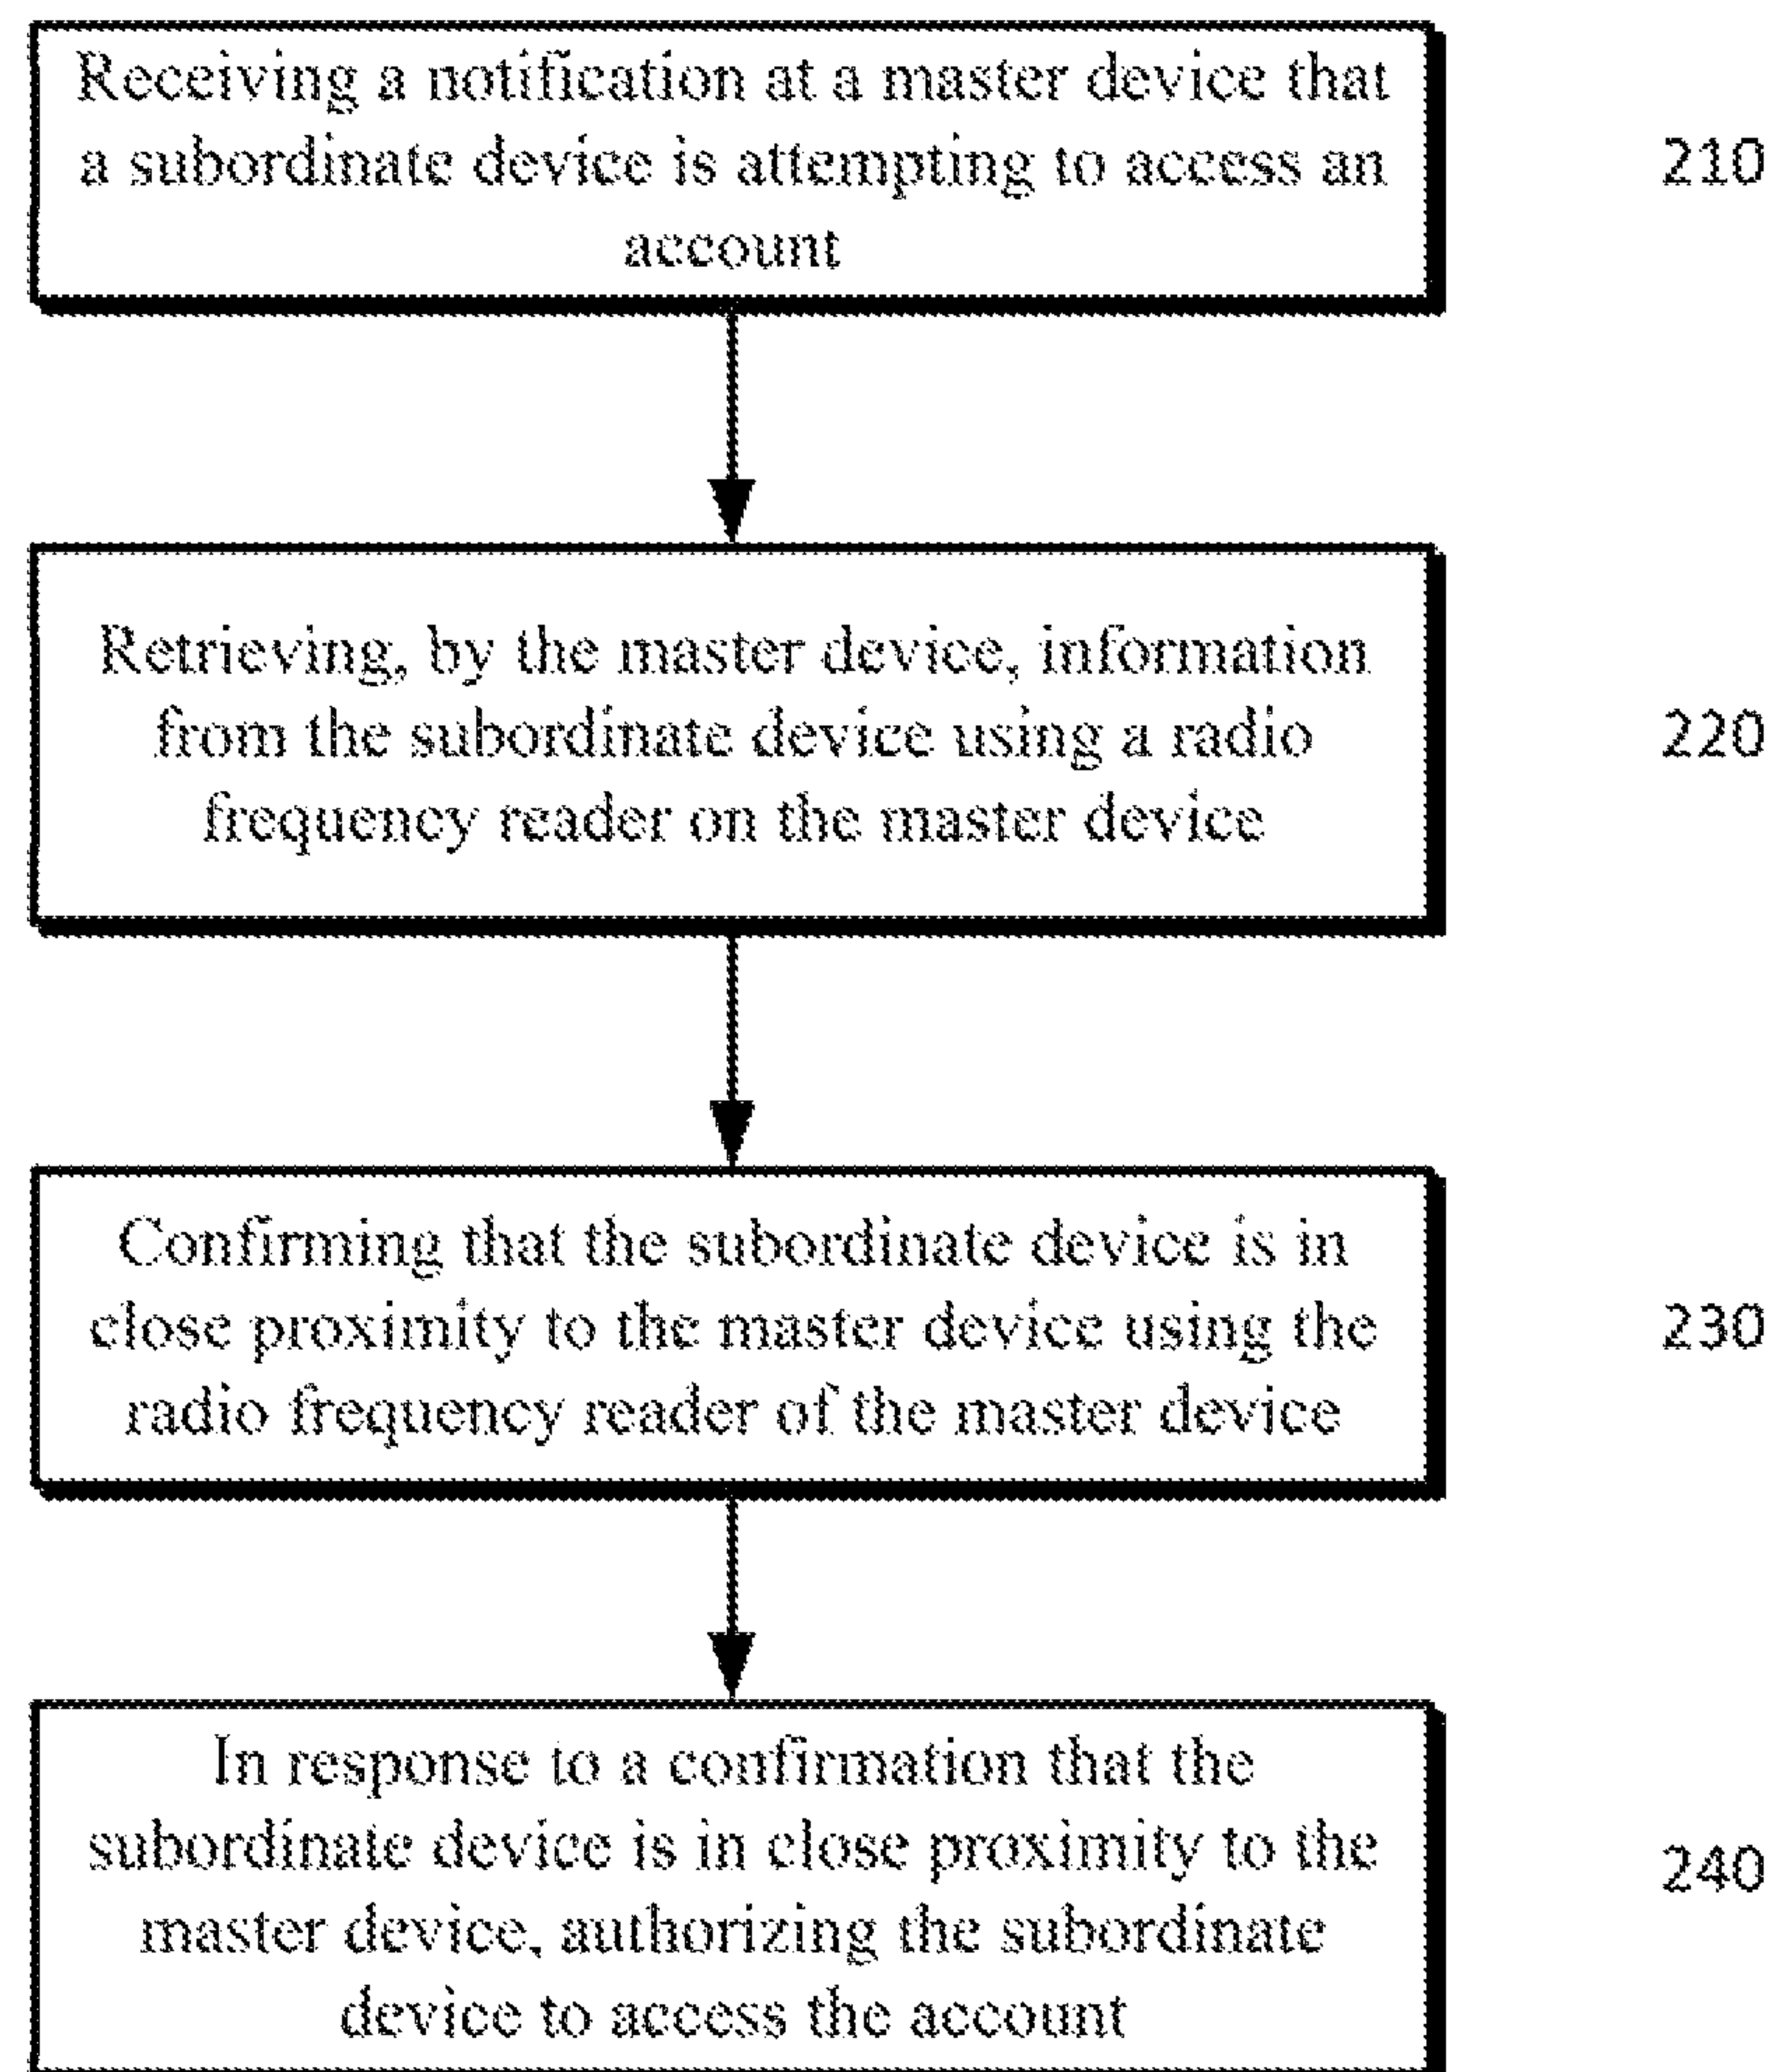 Receiving a notification at a master device that
a subordinate device is attempting to access an
account
210
Retrieving, by the master device, information
from the subordinate device using a radio
frequency reader on the master device
220
Confirming that the subordinate device is in
close proximity to the master device using the
radio frequency reader of the master device
230
In response to a confirmation that the
subordinate device is in close proximity to the
master device, authorizing the subordinate
device to access the account
240